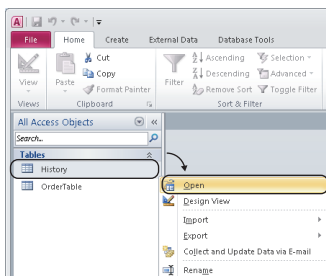 A
File Home Create External Data Database Tools
View Paste Cut Copy Format Painter Filter Ascending Descending Remove Sort Selection Advanced Toggle Filter
Views Clipboard Sort & Filter
All Access Objects
Search...
Tables
History
OrderTable
Open
Design View
Import
Export
Collect and Update Data via E-mail
Rename